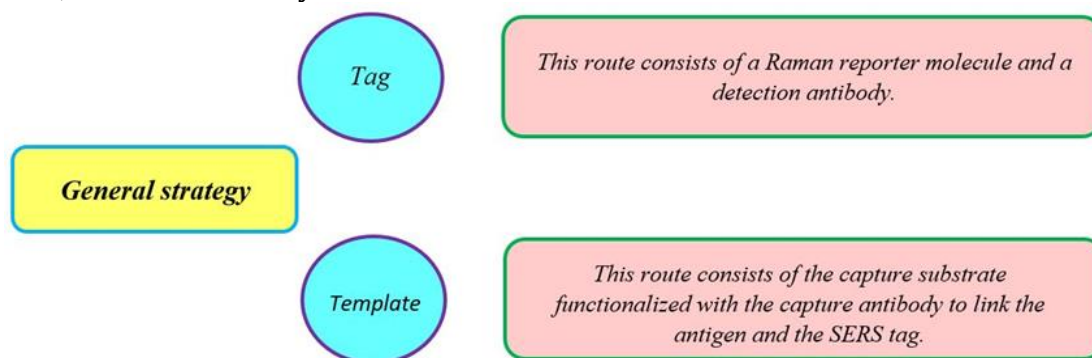 Tag
This route consists of a Raman reporter molecule and a
detection antibody.
General strategy
Template
This route consists of the capture substrate
functionalized with the capture antibody to link the
antigen and the SERS tag.